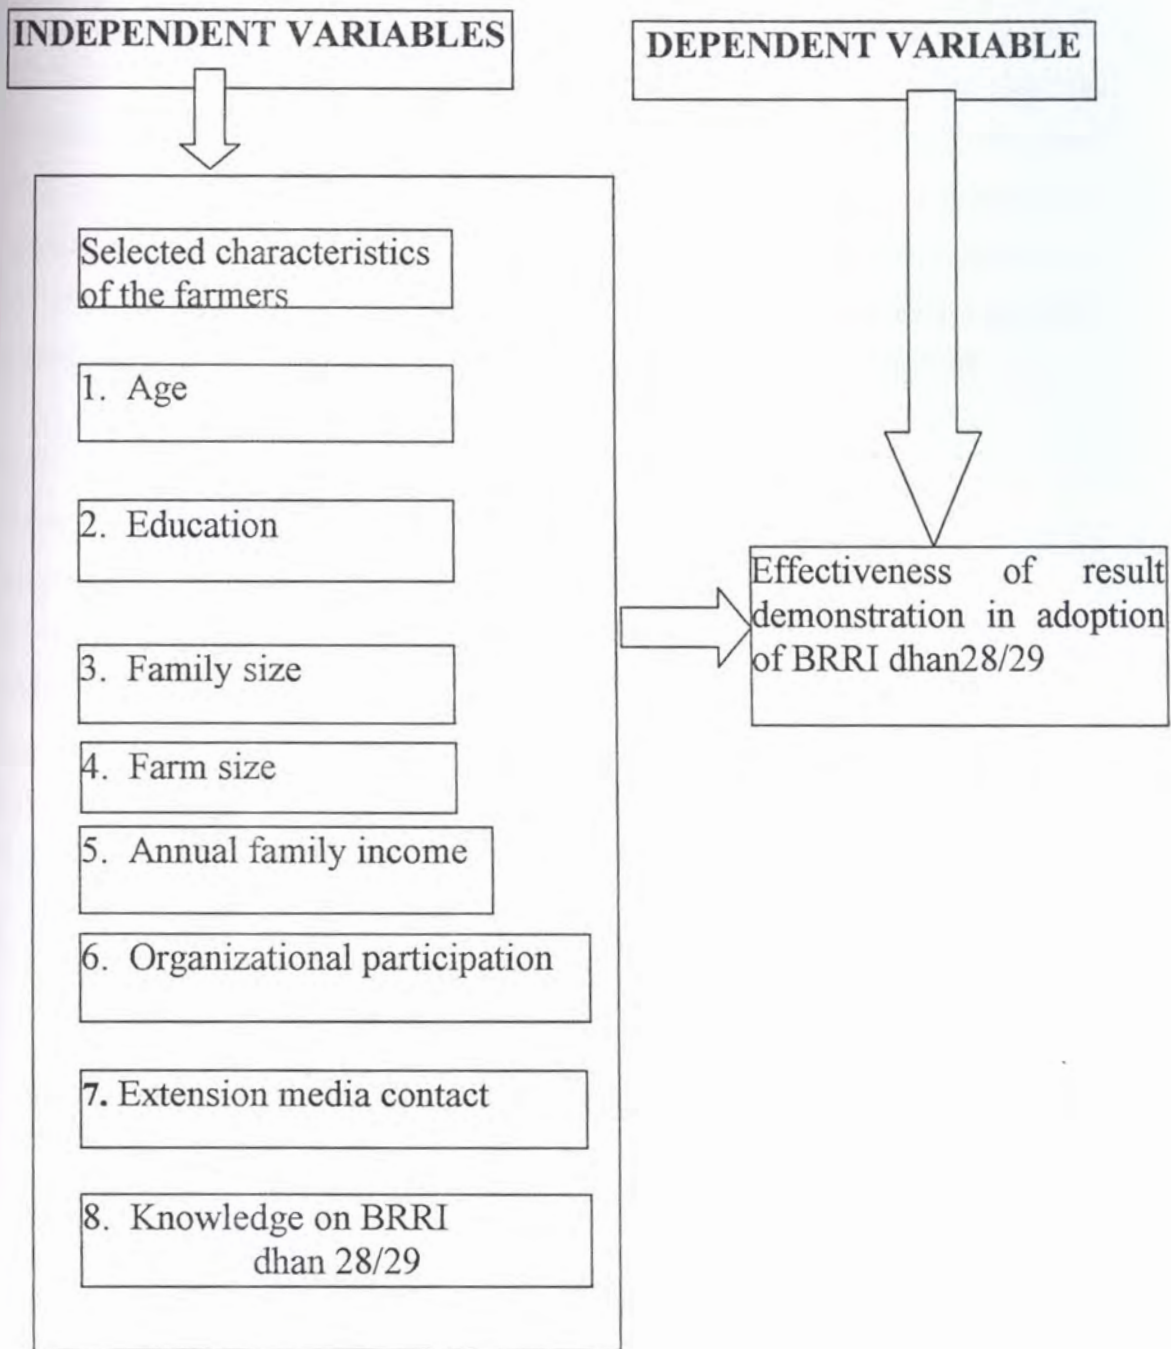 INDEPENDENT VARIABLES
DEPENDENT VARIABLE
Selected characteristics
of the farmers
1. Age
2. Education
3. Family size
4. Farm size
5. Annual family income
6. Organizational participation
7. Extension media contact
8. Knowledge on BRRI
dhan 28/29
Effectiveness of result
demonstration in adoption
of BRRI dhan28/29